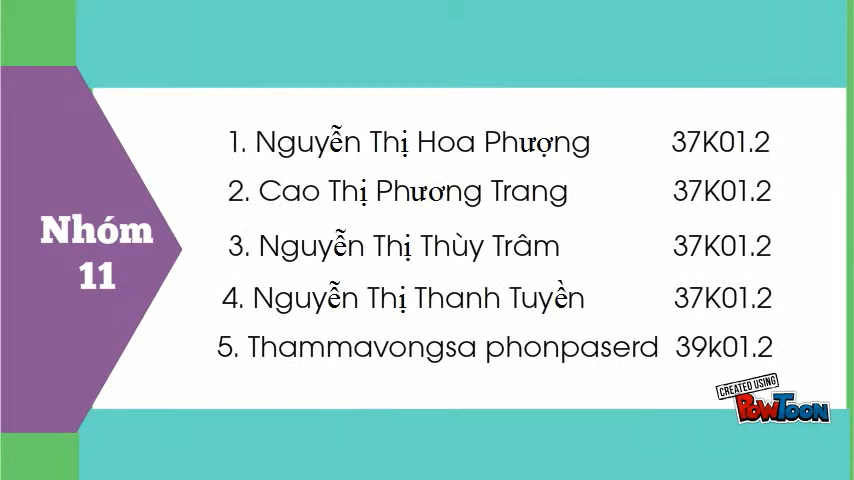 Nhóm
11
1. Nguyễn Thị Hoa Phượng 37K01.2
2. Cao Thị Phương Trang 37K01.2
3. Nguyễn Thị Thùy Trâm 37K01.2
4. Nguyễn Thị Thanh Tuyền 37K01.2
5. Thammavongsa phonpaserd 39k01.2
CREATED USING
POWTOON